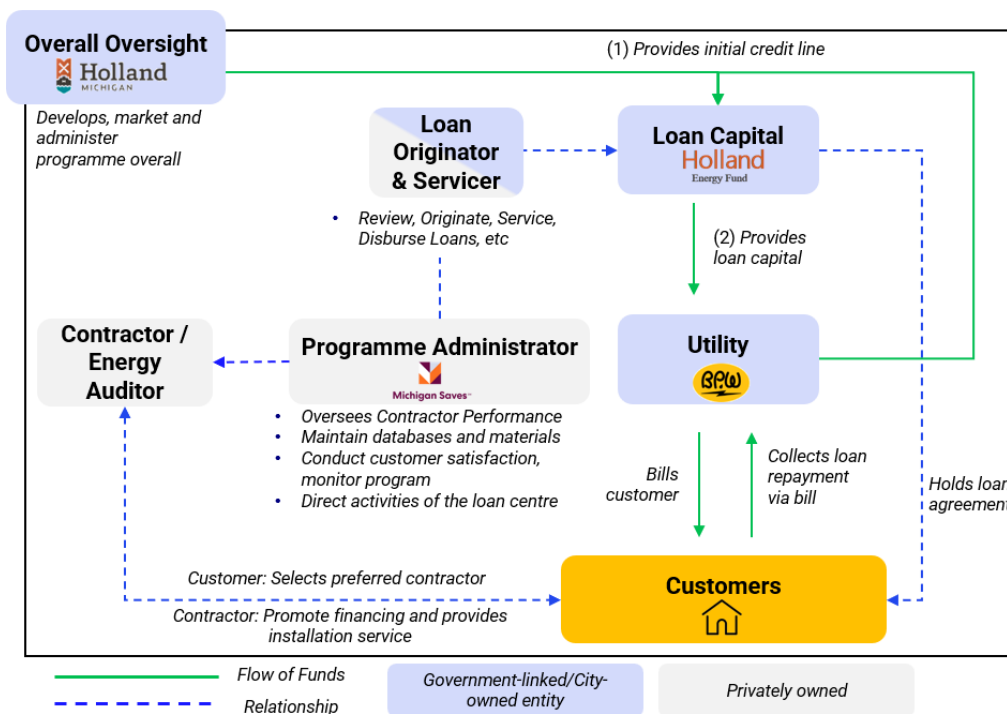 Overall Oversight
Holland
MICHIGAN
Develops, market and
administer
programme overall
(1) Provides initial credit line
Loan
Originator
& Servicer
• Review, Originate, Service,
Disburse Loans, etc
Loan Capital
Holland
Energy Fund
(2) Provides
loan capital
Contractor /
Energy
Auditor
Programme Administrator
Michigan Saves
• Oversees Contractor Performance
• Maintain databases and materials
• Conduct customer satisfaction,
monitor program
• Direct activities of the loan centre
Utility
BPW
Bills
customer
Collects loan
repayment
via bill
Holds loan
agreement
Customer: Selects preferred contractor
Contractor: Promote financing and provides
installation service
Customers
Flow of Funds
Relationship
Government-linked/City-
owned entity
Privately owned